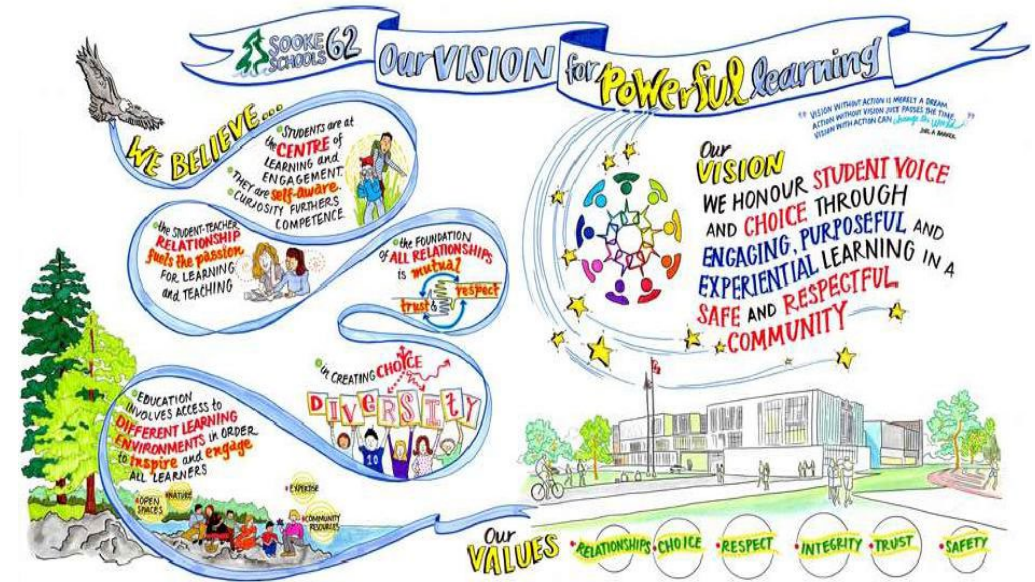 SOOKE
SCHOOLS 62
Our VISION for Powerful learning
"VISION WITHOUT ACTION IS MERELY A DREAM
ACTION WITHOUT VISION JUST PASSES THE TIME
VISION WITH ACTION CAN change the World"
JOEL A BARKER
WE BELIEVE...
STUDENTS are at
the CENTRE of
LEARNING and
ENGAGEMENT.
THEY are self-aware.
CURIOSITY FURTHERS
COMPETENCE
the STUDENT-TEACHER
RELATIONSHIP
fuels the passion
FOR LEARNING
and TEACHING
the FOUNDATION
of ALL RELATIONSHIPS
is mutual
trust & respect
in CREATING CHOICE
DIVERSITY
10
EDUCATION
INVOLVES ACCESS to
DIFFERENT LEARNING
ENVIRONMENTS in ORDER
to inspire and engage
ALL LEARNERS
OPEN
SPACES
NATURE
EXPERTISE
COMMUNITY
RESOURCES
Our
VISION
WE HONOUR STUDENT VOICE
AND CHOICE THROUGH
ENGAGING, PURPOSEFUL AND
EXPERIENTIAL LEARNING IN A
SAFE AND RESPECTFUL
COMMUNITY
Our
VALUES
RELATIONSHIPS
CHOICE
RESPECT
INTEGRITY
TRUST
SAFETY